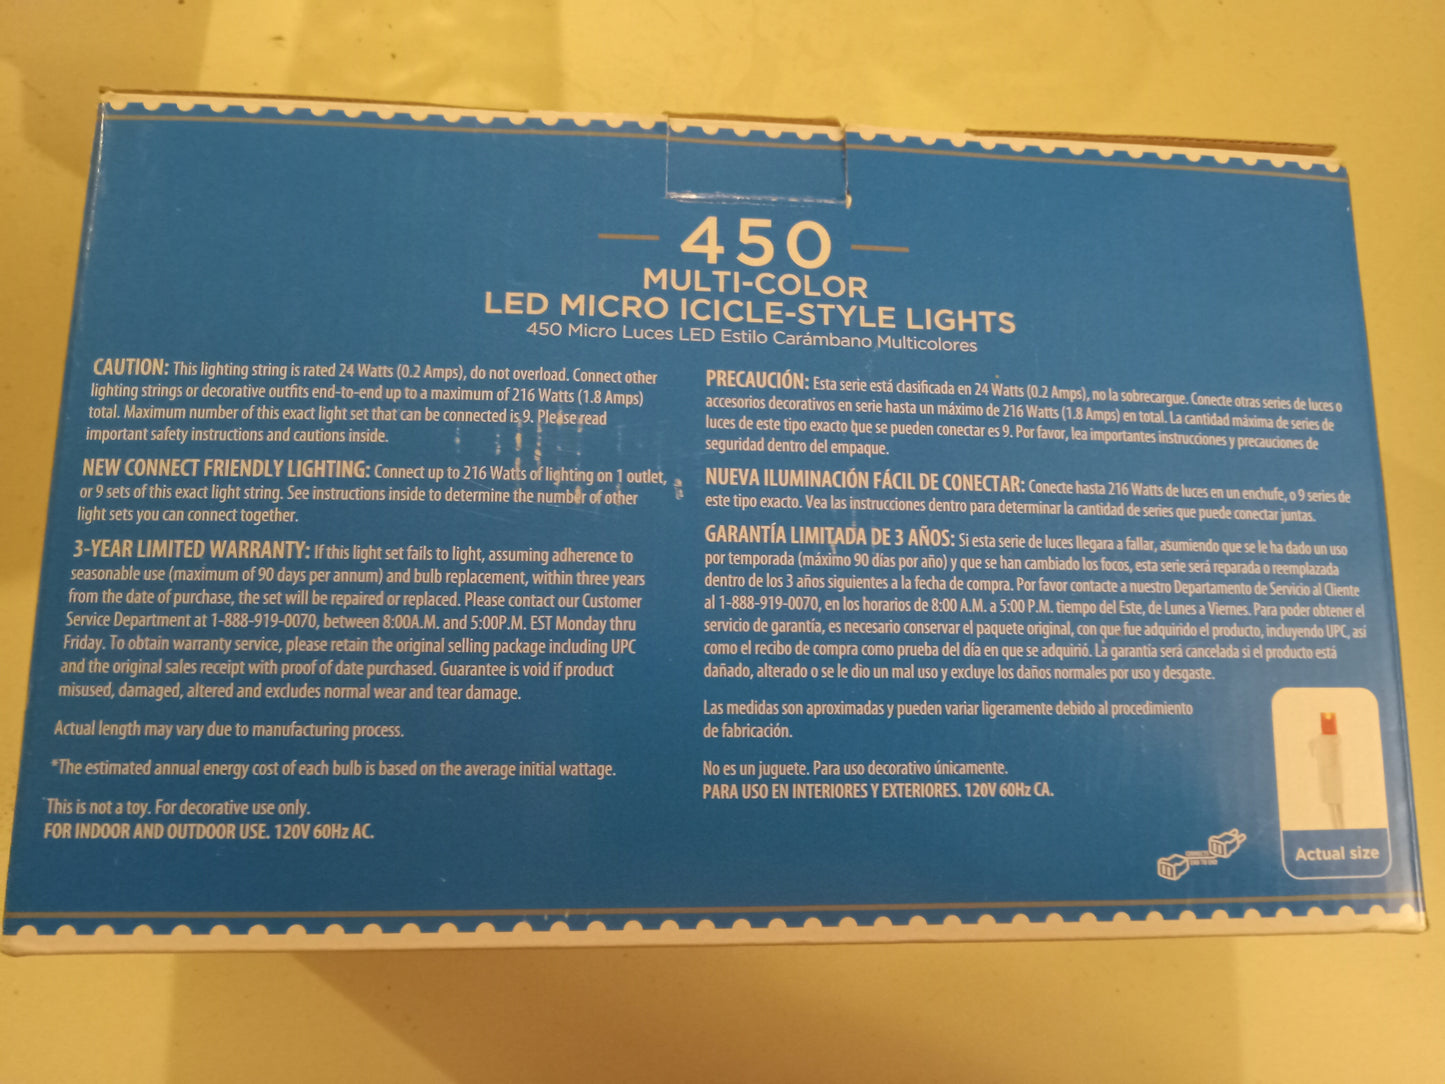 450
MULTI-COLOR
LED MICRO ICICLE-STYLE LIGHTS
450 Micro Luces LED Estilo Carámbano Multicolores
CAUTION: This lighting string is rated 24 Watts (0.2 Amps), do not overload. Connect other
lighting strings or decorative outfits end-to-end up to a maximum of 216 Watts (1.8 Amps)
total. Maximum number of this exact light set that can be connected is 9. Please read
important safety instructions and cautions inside.
NEW CONNECT FRIENDLY LIGHTING: Connect up to 216 Watts of lighting on 1 outlet,
or 9 sets of this exact light string. See instructions inside to determine the number of other
light sets you can connect together.
3-YEAR LIMITED WARRANTY: If this light set fails to light, assuming adherence to
seasonable use (maximum of 90 days per annum) and bulb replacement, within three years
from the date of purchase, the set will be repaired or replaced. Please contact our Customer
Service Department at 1-888-919-0070, between 8:00A.M. and 5:00P.M. EST Monday thru
Friday. To obtain warranty service, please retain the original selling package including UPC
and the original sales receipt with proof of date purchased. Guarantee is void if product
misused, damaged, altered and excludes normal wear and tear damage.
Actual length may vary due to manufacturing process.
*The estimated annual energy cost of each bulb is based on the average initial wattage.
This is not a toy. For decorative use only.
FOR INDOOR AND OUTDOOR USE. 120V 60Hz AC.
PRECAUCIÓN: Esta serie está clasificada en 24 Watts (0.2 Amps), no la sobrecargue. Conecte otras series de luces o
accesorios decorativos en serie hasta un máximo de 216 Watts (1.8 Amps) en total. La cantidad máxima de series de
luces de este tipo exacto que se pueden conectar es 9. Por favor, lea importantes instrucciones y precauciones de
seguridad dentro del empaque.
NUEVA ILUMINACIÓN FÁCIL DE CONECTAR: Conecte hasta 216 Watts de luces en un enchufe, o 9 series de
este tipo exacto. Vea las instrucciones dentro para determinar la cantidad de series que puede conectar juntas.
GARANTÍA LIMITADA DE 3 AÑOS: Si esta serie de luces llegara a fallar, asumiendo que se le ha dado un uso
por temporada (máximo 90 días por año) y que se han cambiado los focos, esta serie será reparada o reemplazada
dentro de los 3 años siguientes a la fecha de compra. Por favor contacte a nuestro Departamento de Servicio al Cliente
al 1-888-919-0070, en los horarios de 8:00 A.M. a 5:00 P.M. tiempo del Este, de Lunes a Viernes. Para poder obtener el
servicio de garantía, es necesario conservar el paquete original, con que fue adquirido el producto, incluyendo UPC, así
como el recibo de compra como prueba del día en que se adquirió. La garantía será cancelada si el producto está
dañado, alterado o se le dio un mal uso y excluye los daños normales por uso y desgaste.
Las medidas son aproximadas y pueden variar ligeramente debido al procedimiento
de fabricación.
No es un juguete. Para uso decorativo únicamente.
PARA USO EN INTERIORES Y EXTERIORES. 120V 60Hz CA.
CONNECTS
END TO END
Actual size